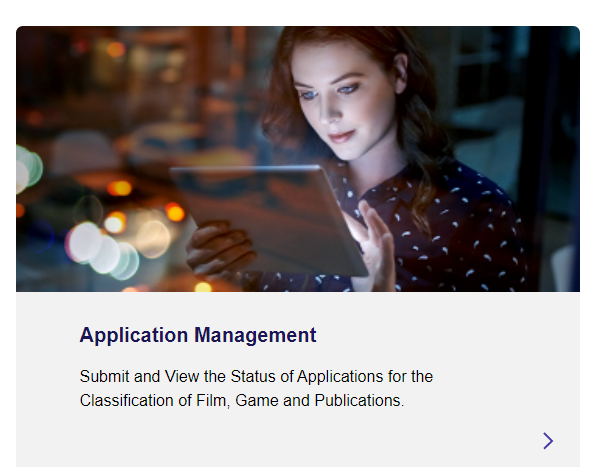 Application Management
Submit and View the Status of Applications for the
Classification of Film, Game and Publications.